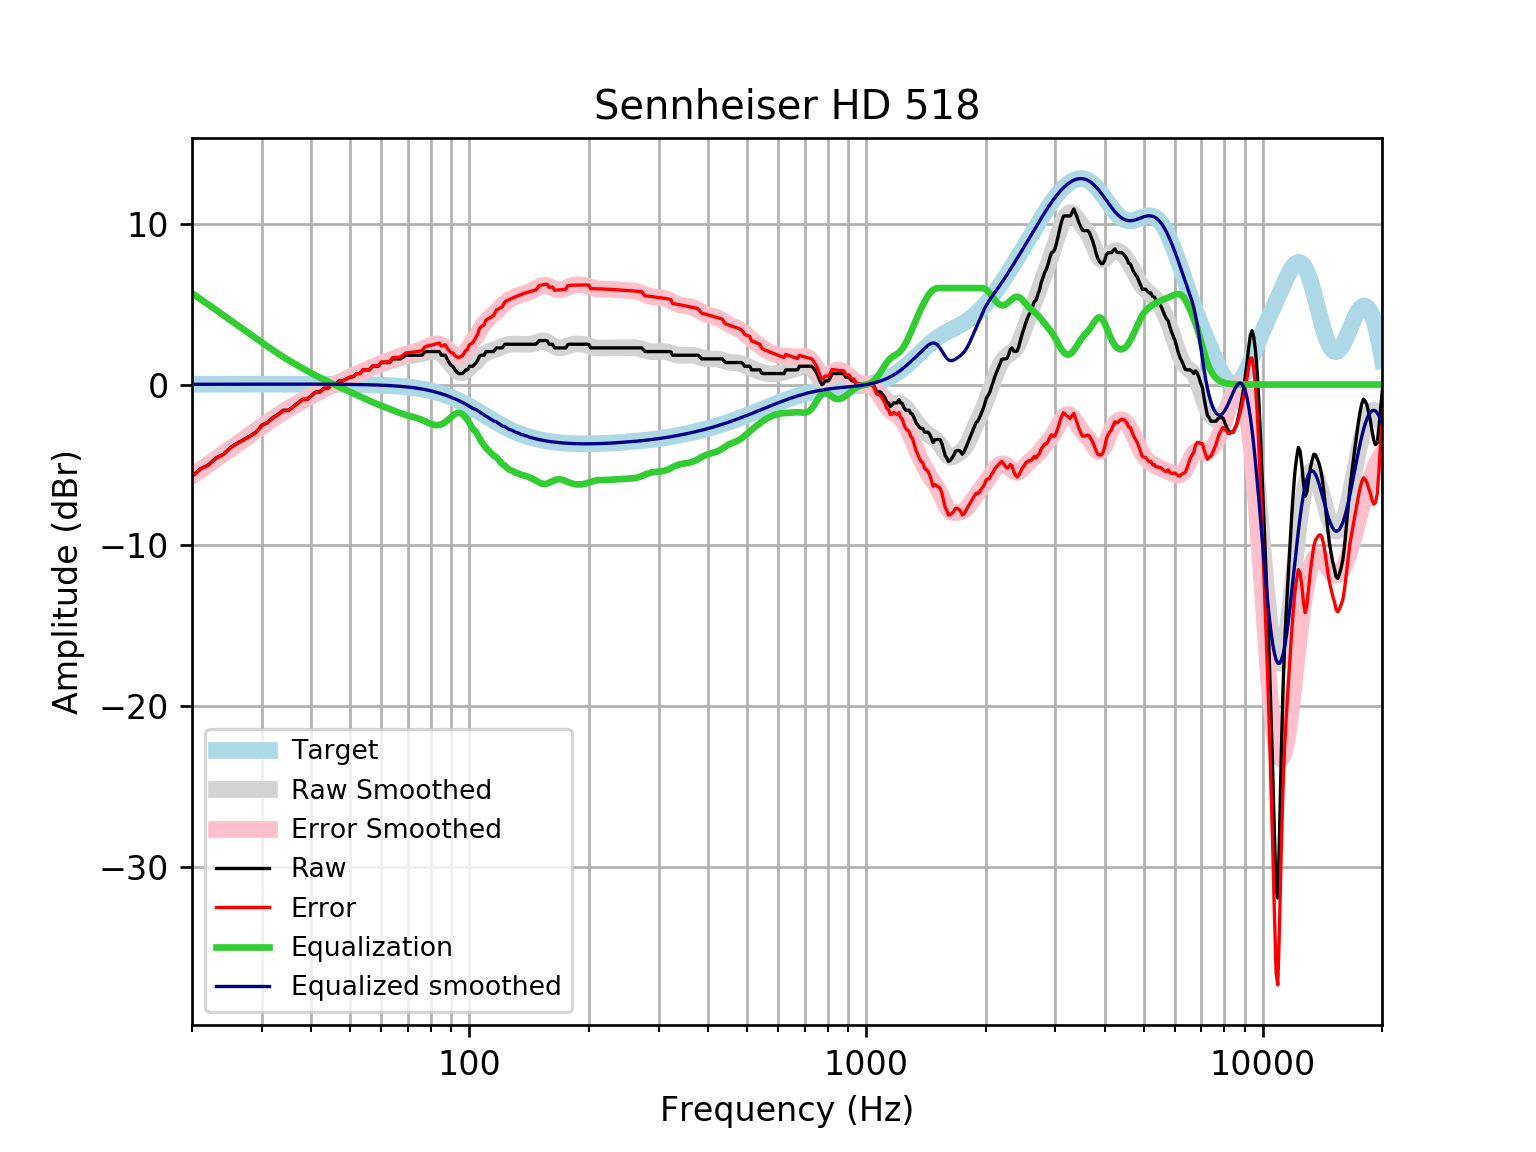 Sennheiser HD 518
Amplitude (dBr)
10
0
−10
−20
−30
Target
Raw Smoothed
Error Smoothed
Raw
Error
Equalization
Equalized smoothed
100
1000
10000
Frequency (Hz)